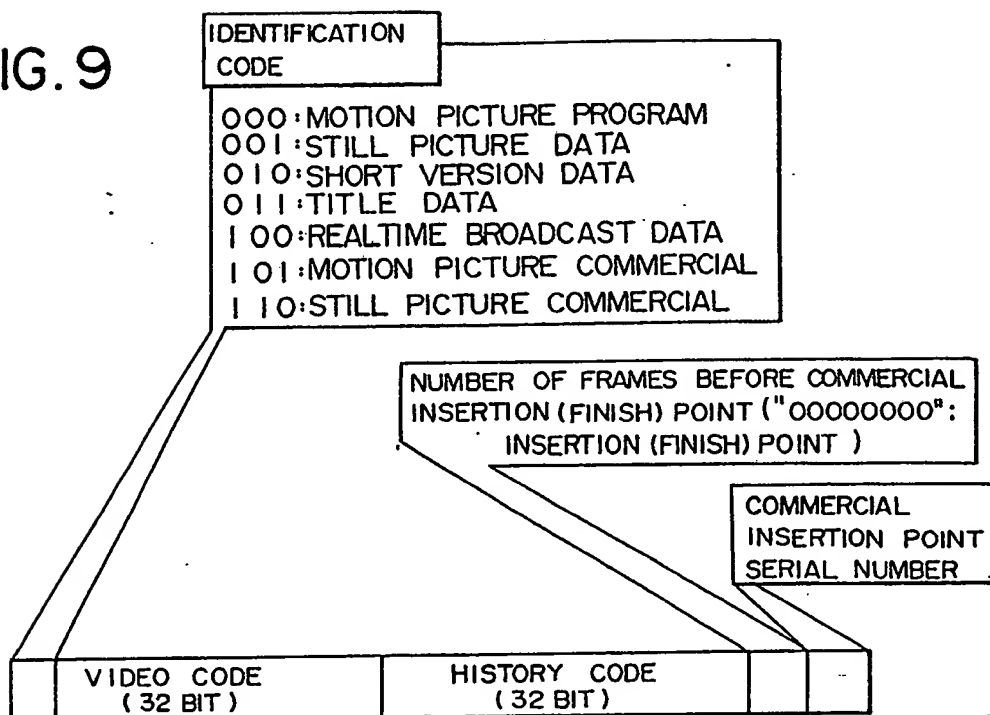 IG. 9
IDENTIFICATION
CODE
000:MOTION PICTURE PROGRAM
001:STILL PICTURE DATA
010:SHORT VERSION DATA
011:TITLE DATA
100:REALTIME BROADCAST DATA
101:MOTION PICTURE COMMERCIAL
110:STILL PICTURE COMMERCIAL
NUMBER OF FRAMES BEFORE COMMERCIAL
INSERTION (FINISH) POINT ("00000000":
INSERTION (FINISH) POINT )
COMMERCIAL
INSERTION POINT
SERIAL NUMBER
VIDEO CODE
(32 BIT)
HISTORY CODE
(32 BIT)